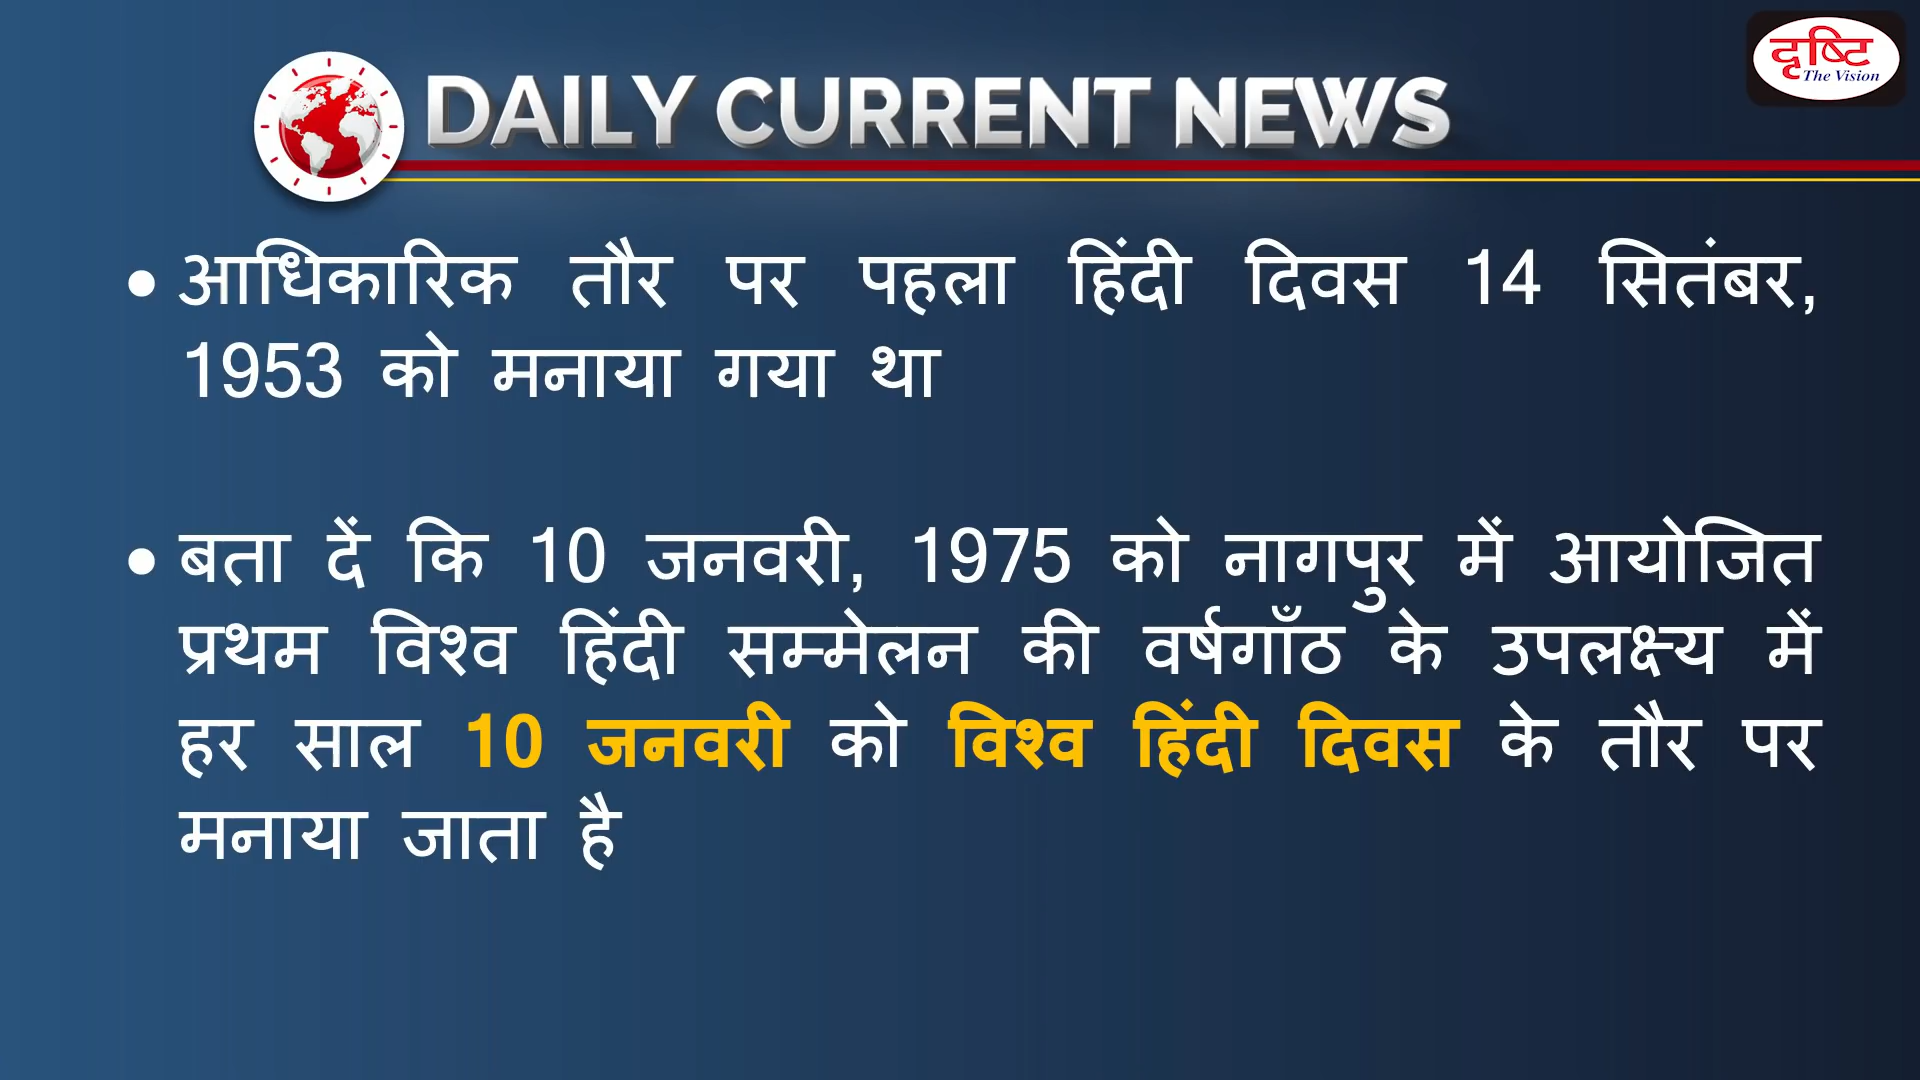 DAILY CURRENT NEWS
दृष्टि
The Vision
• आधिकारिक तौर पर पहला हिंदी दिवस 14 सितंबर,
1953 को मनाया गया था
• बता दें कि 10 जनवरी, 1975 को नागपुर में आयोजित
प्रथम विश्व हिंदी सम्मेलन की वर्षगाँठ के उपलक्ष्य में
हर साल 10 जनवरी को विश्व हिंदी दिवस के तौर पर
मनाया जाता है